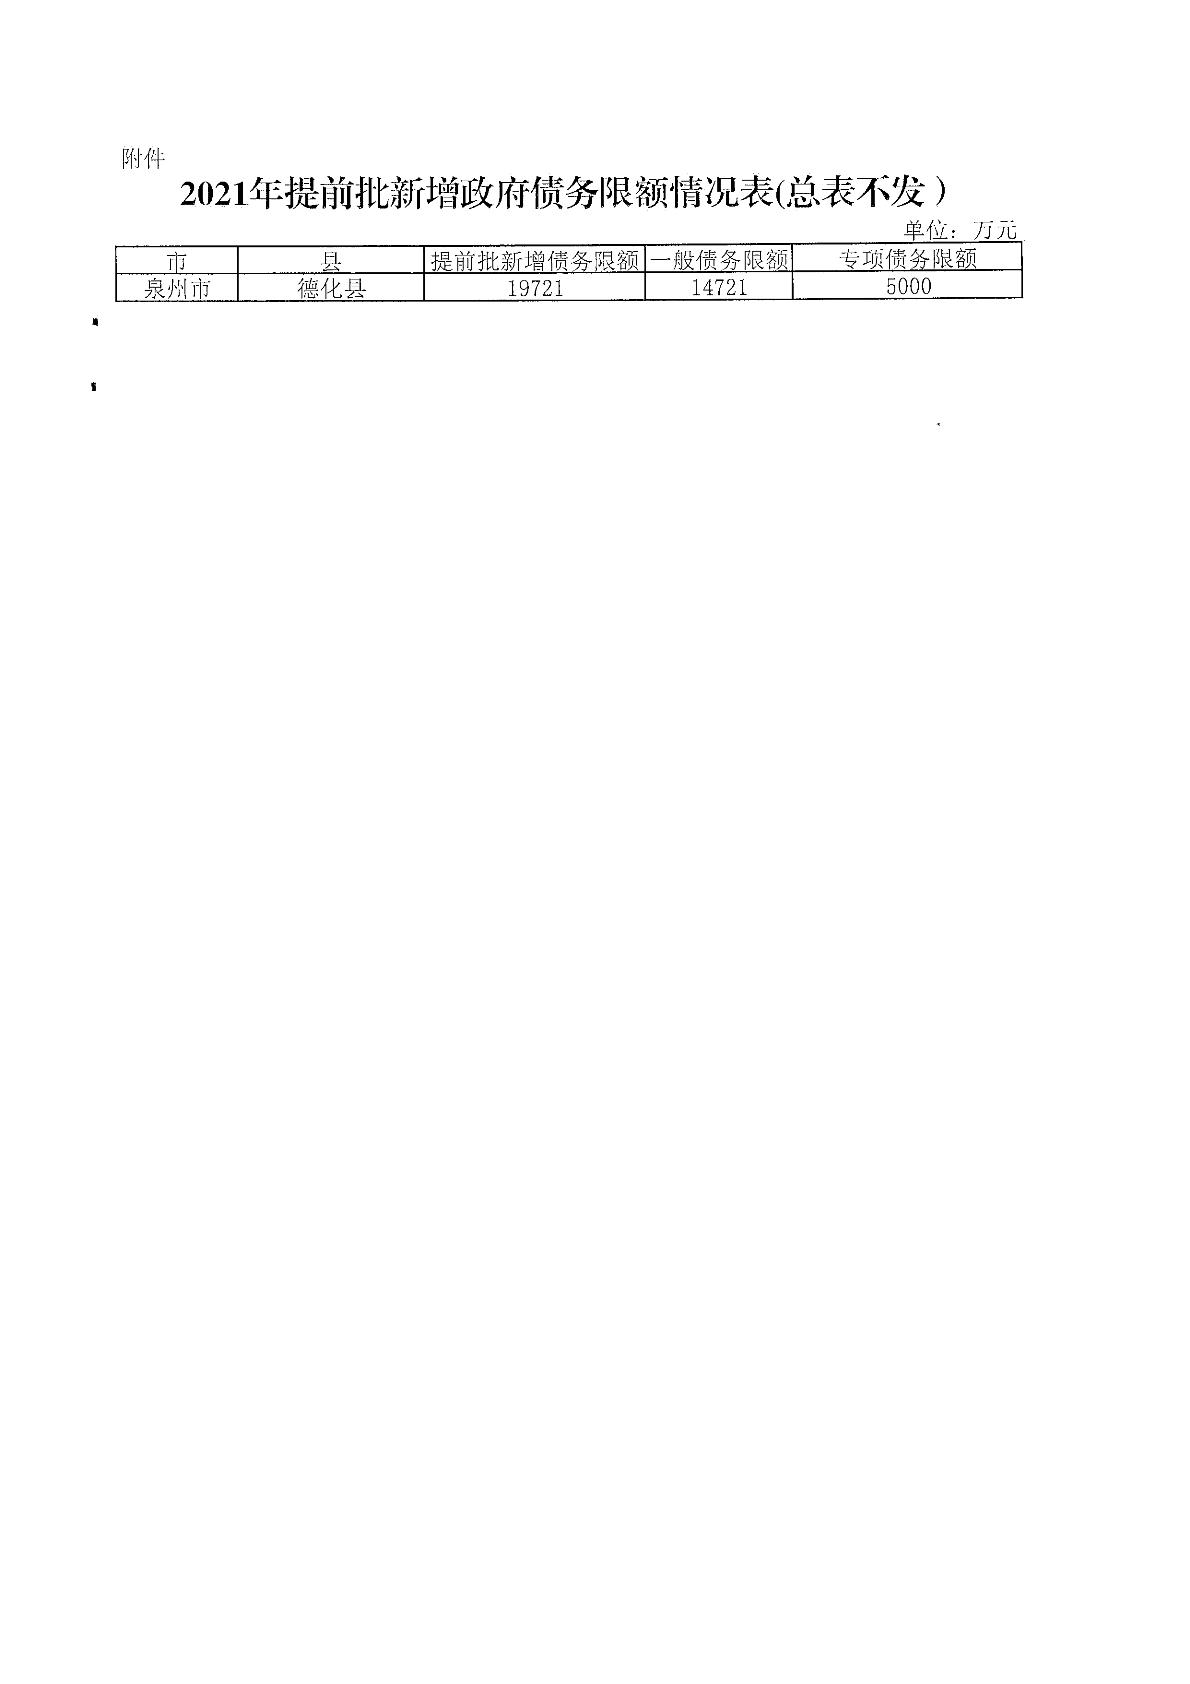 附件
2021年提前批新增政府债务限额情况表(总表不发)
单位：万元
市 县 提前批新增债务限额 一般债务限额 专项债务限额
泉州市 德化县 19721 14721 5000